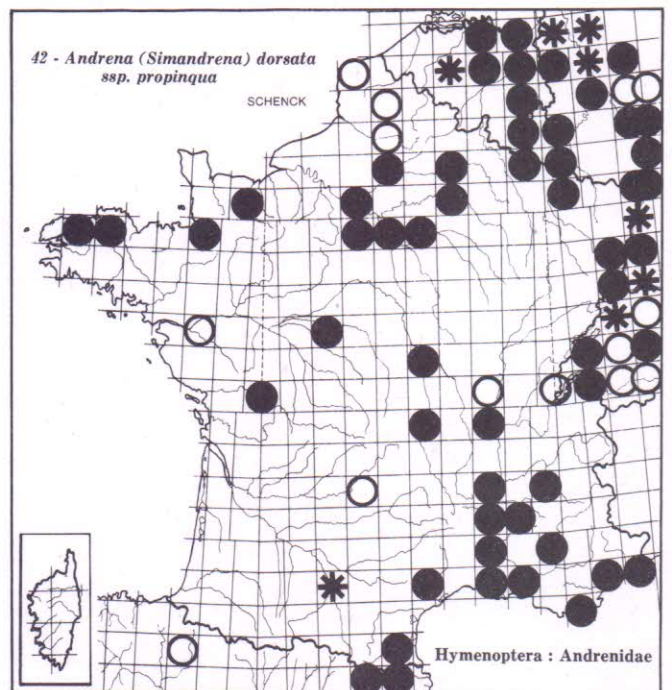 42 - Andrena (Simandrena) dorsata
ssp. propinqua
SCHENCK
Hymenoptera : Andrenidae